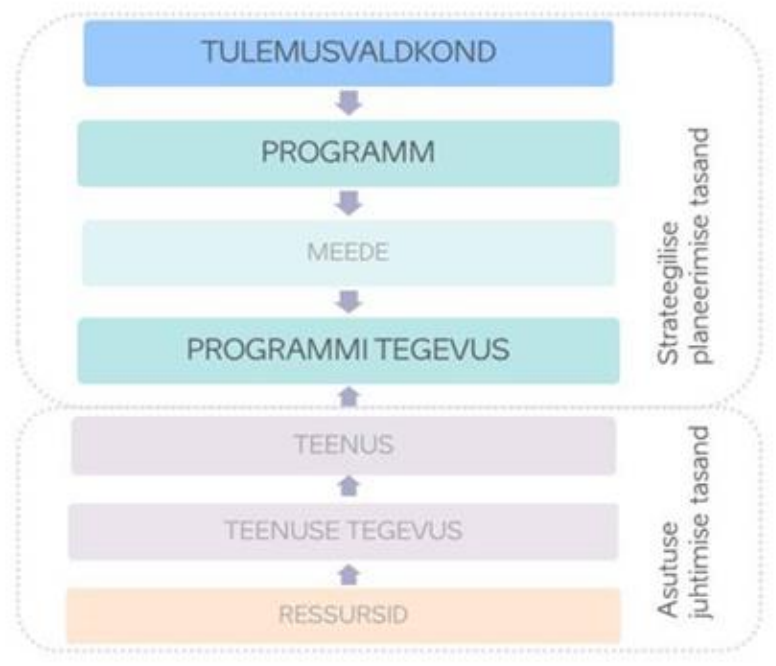 TULEMUSVALDKOND
PROGRAMM
MEEDE
PROGRAMMI TEGEVUS
Strateegilise
planeerimise tasand
TEENUS
TEENUSE TEGEVUS
RESSURSID
Asutuse
juhtimise tasand